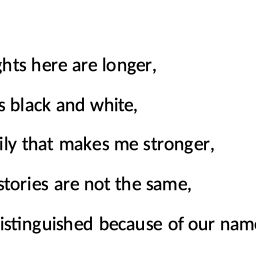 ghts here are longer,
s black and white,
ily that makes me stronger,
stories are not the same,
istinguished because of our nam